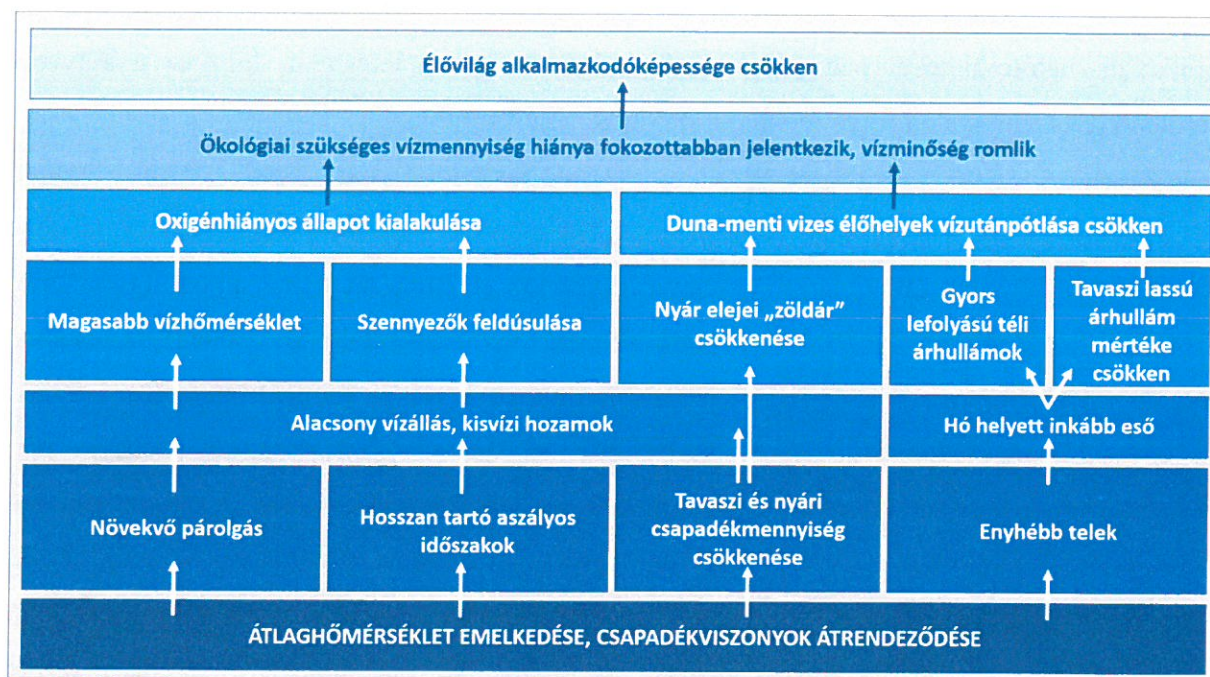 Élővilág alkalmazkodóképessége csökken
Ökológiai szükséges vízmennyiség hiánya fokozottabban jelentkezik, vízminőség romlik
Oxigénhiányos állapot kialakulása
Duna-menti vizes élőhelyek vízutánpótlása csökken
Magasabb vízhőmérséklet
Szennyezők feldúsulása
Nyár elejei „zöldár”
csökkenése
Gyors
lefolyású téli
árhullámok
Tavaszi lassú
árhullám
mértéke
csökken
Alacsony vízállás, kisvízi hozamok
Hó helyett inkább eső
Növekvő párolgás
Hosszan tartó aszályos
időszakok
Tavaszi és nyári
csapadékmennyiség
csökkenése
Enyhébb telek
ÁTLAGHŐMÉRSÉKLET EMELKEDÉSE, CSAPADÉKVISZONYOK ÁTRENDEZŐDÉSE